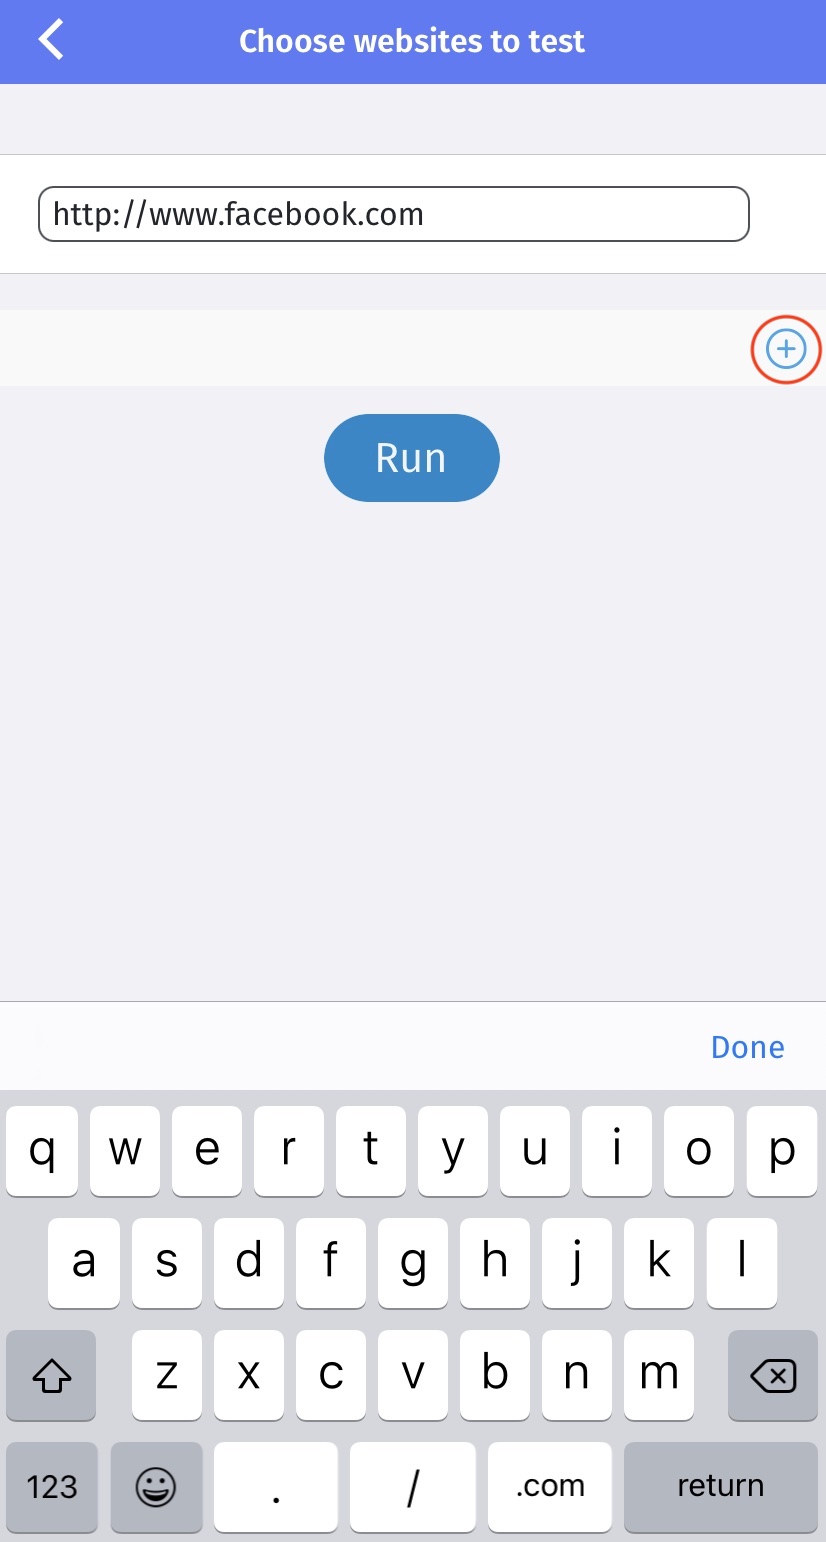 Choose websites to test
http://www.facebook.com
Run
Done
q w e r t y u i o p
a s d f g h j k l
z x c v b n m
123 . / .com return